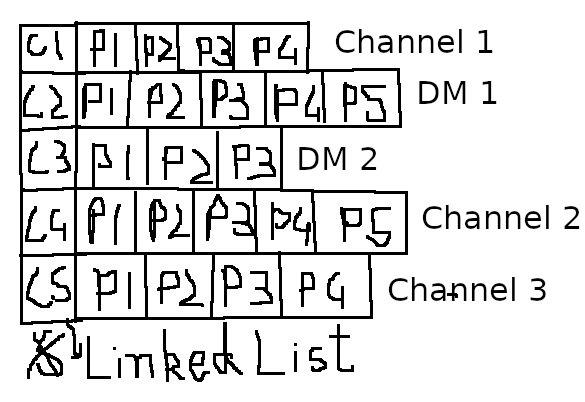 C1 P1 P2 P3 P4 Channel 1
C2 P1 P2 P3 P4 P5 DM 1
C3 P1 P2 P3 DM 2
C4 P1 P2 P3 P4 P5 Channel 2
C5 P1 P2 P3 P4 Channel 3
Linked List